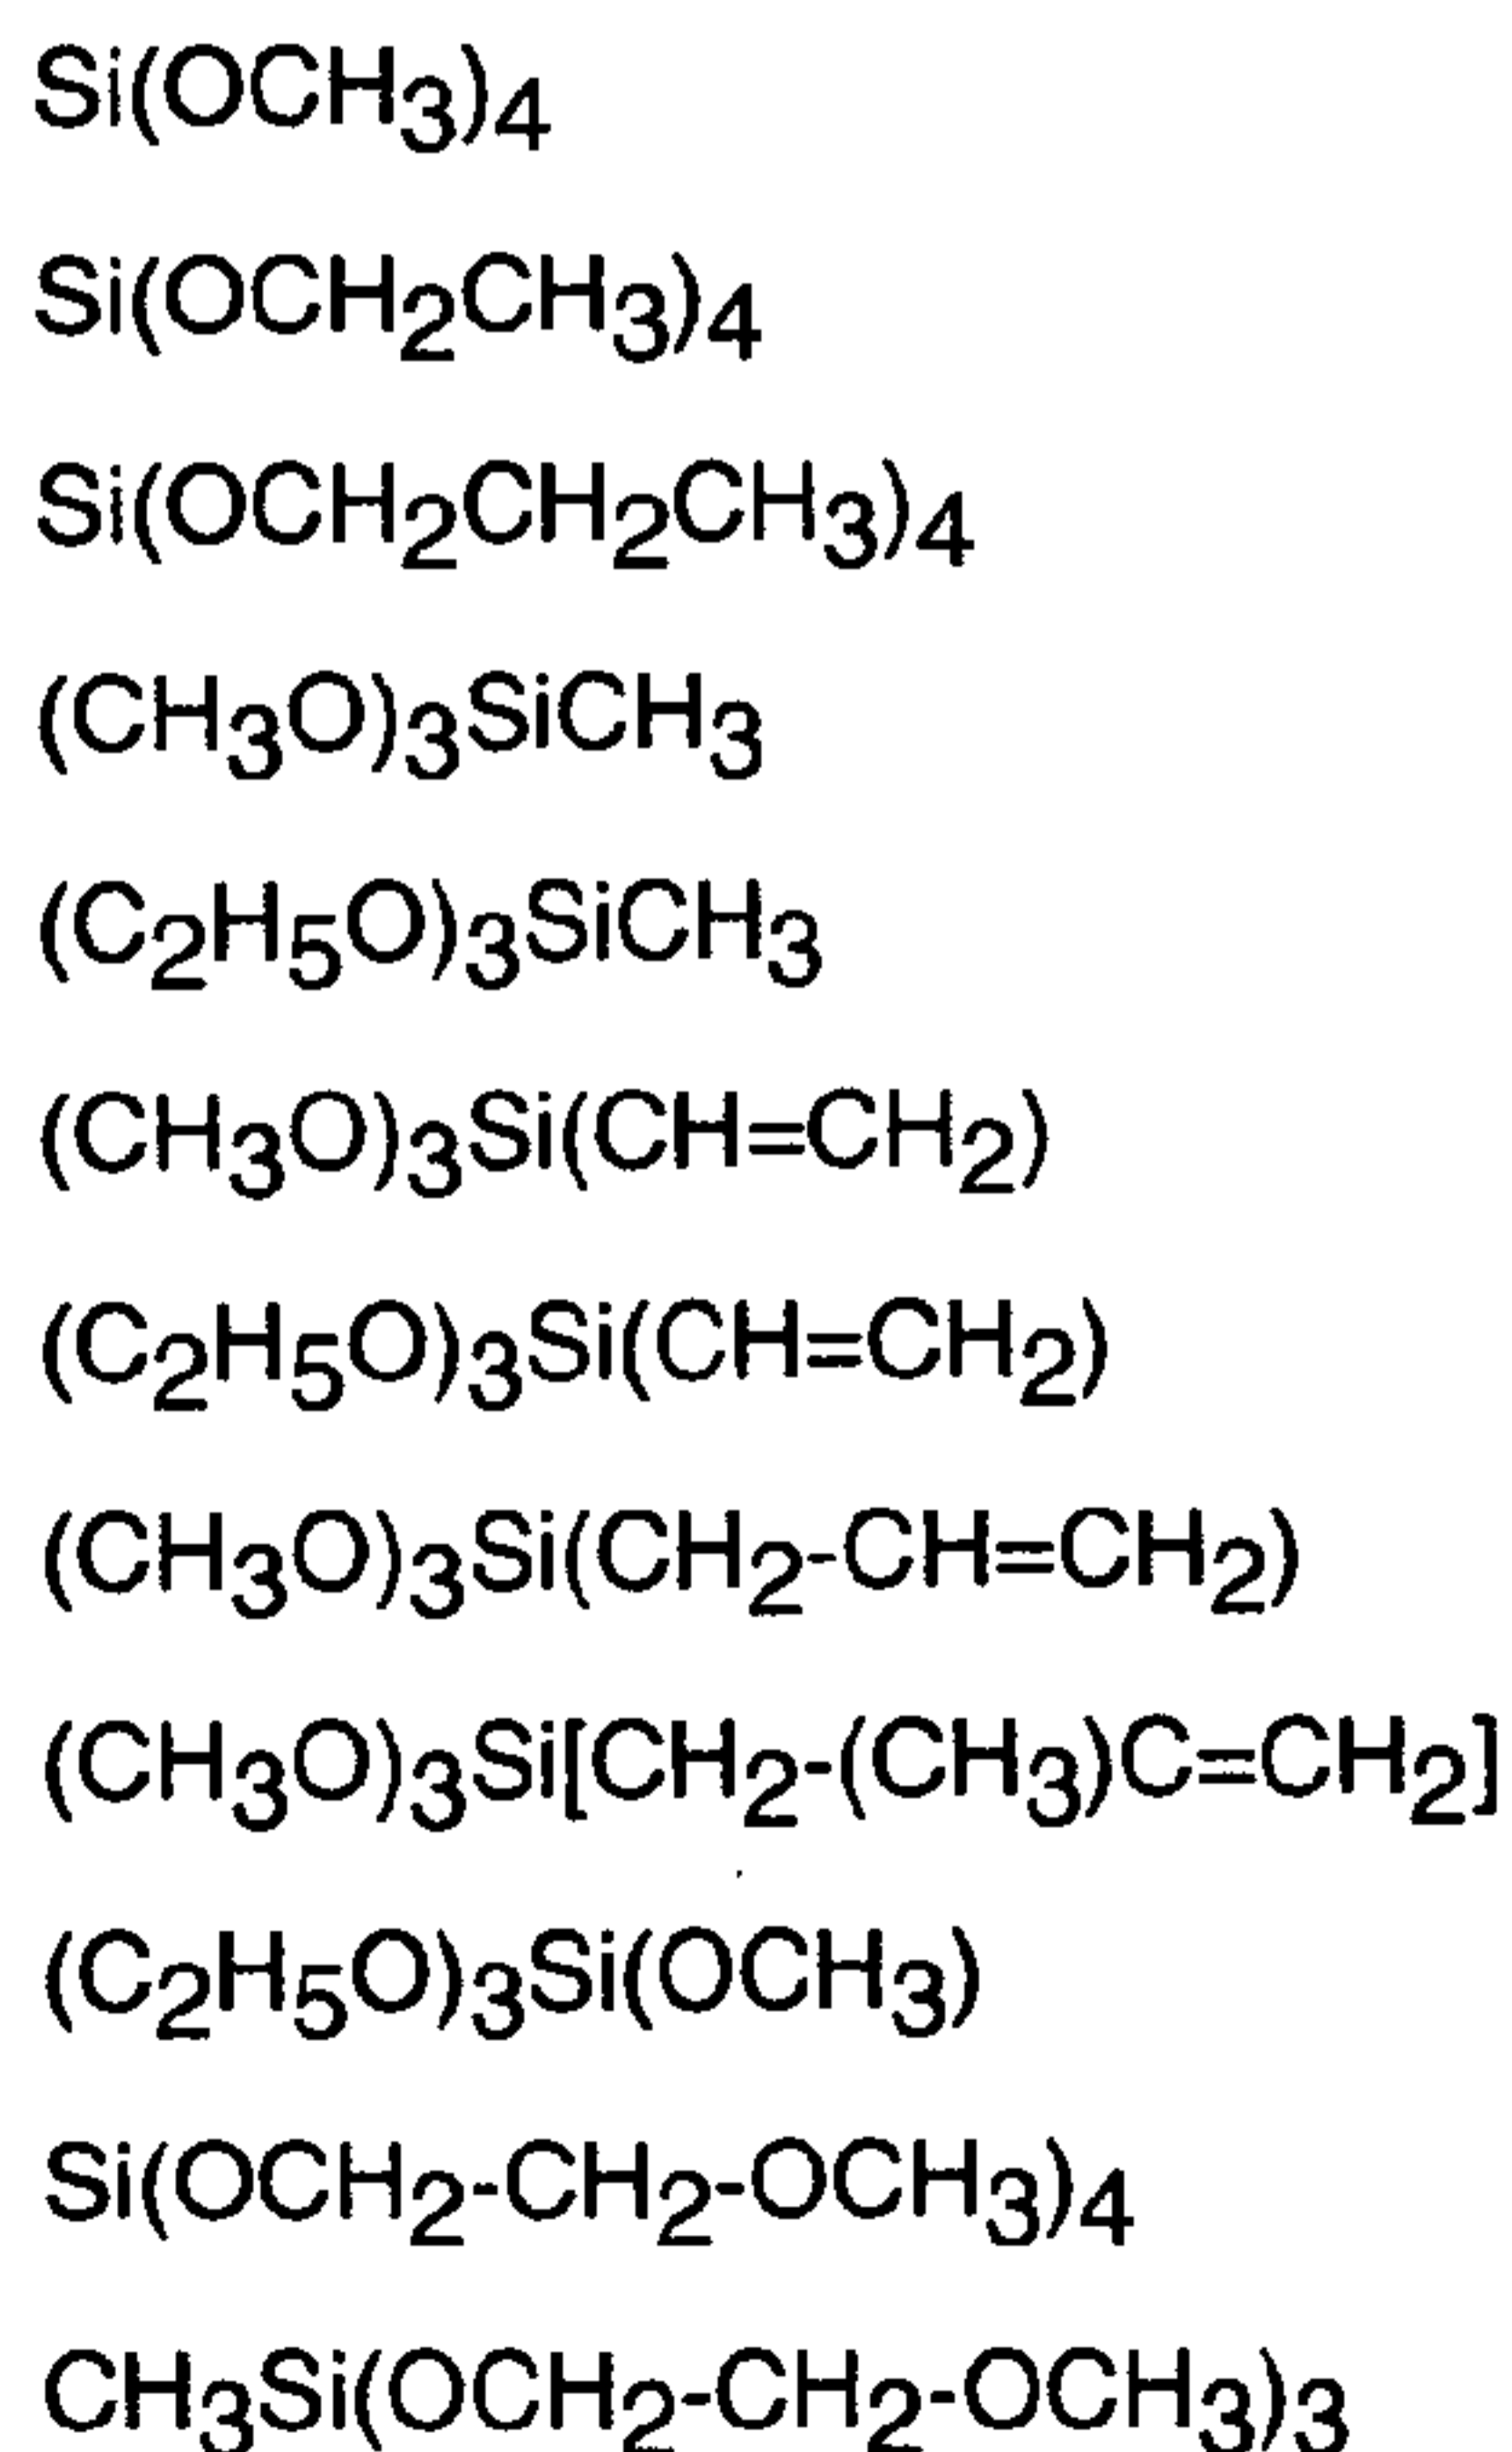 Si(OCH3)4
Si(OCH2CH3)4
Si(OCH2CH2CH3)4
(CH3O)3SiCH3
(C2H5O)3SiCH3
(CH3O)3Si(CH=CH2)
(C2H5O)3Si(CH=CH2)
(CH3O)3Si(CH2-CH=CH2)
(CH3O)3Si[CH2-(CH3)C=CH2]
(C2H5O)3Si(OCH3)
Si(OCH2-CH2-OCH3)4
CH3Si(OCH2-CH2-OCH3)3